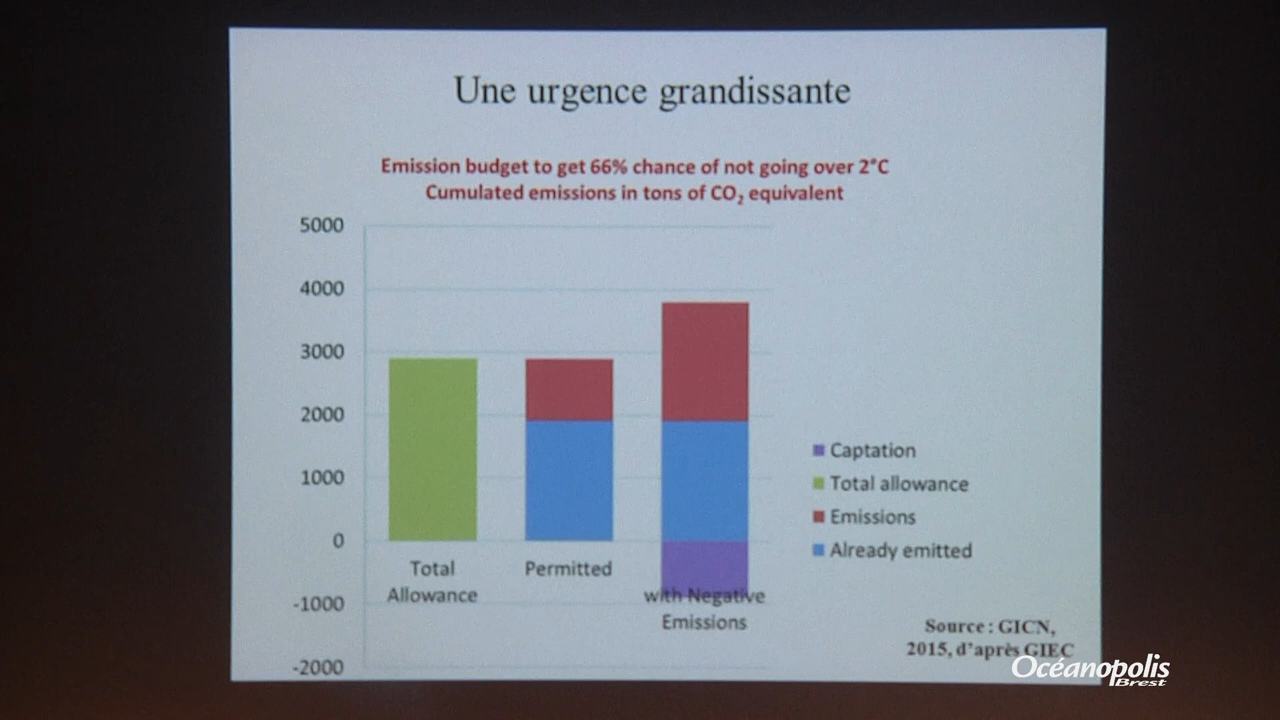 Une urgence grandissante
Emission budget to get 66% chance of not going over 2°C
Cumulated emissions in tons of CO₂ equivalent
5000
4000
3000
2000
1000
0
-1000
-2000
Total
Allowance
Permitted
with Negative
Emissions
Captation
Total allowance
Emissions
Already emitted
Source : GICN,
2015, d'après GIEC
Océanopolis
Brest